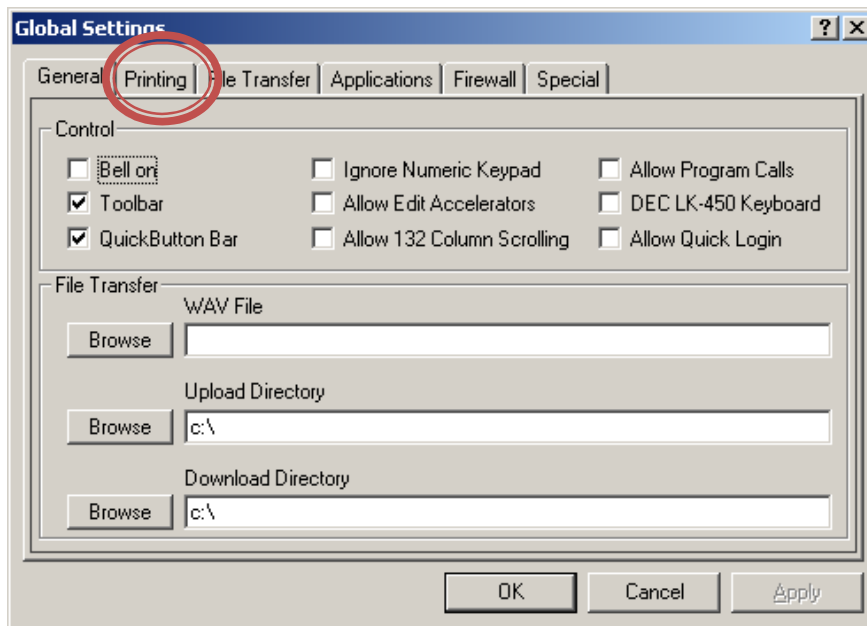 Global Settings
General Printing File Transfer Applications Firewall Special
Control
Bell on Ignore Numeric Keypad Allow Program Calls
Toolbar Allow Edit Accelerators DEC LK-450 Keyboard
QuickButton Bar Allow 132 Column Scrolling Allow Quick Login
File Transfer
WAV File
Browse
Upload Directory
Browse c:\
Download Directory
Browse c:\
OK Cancel Apply